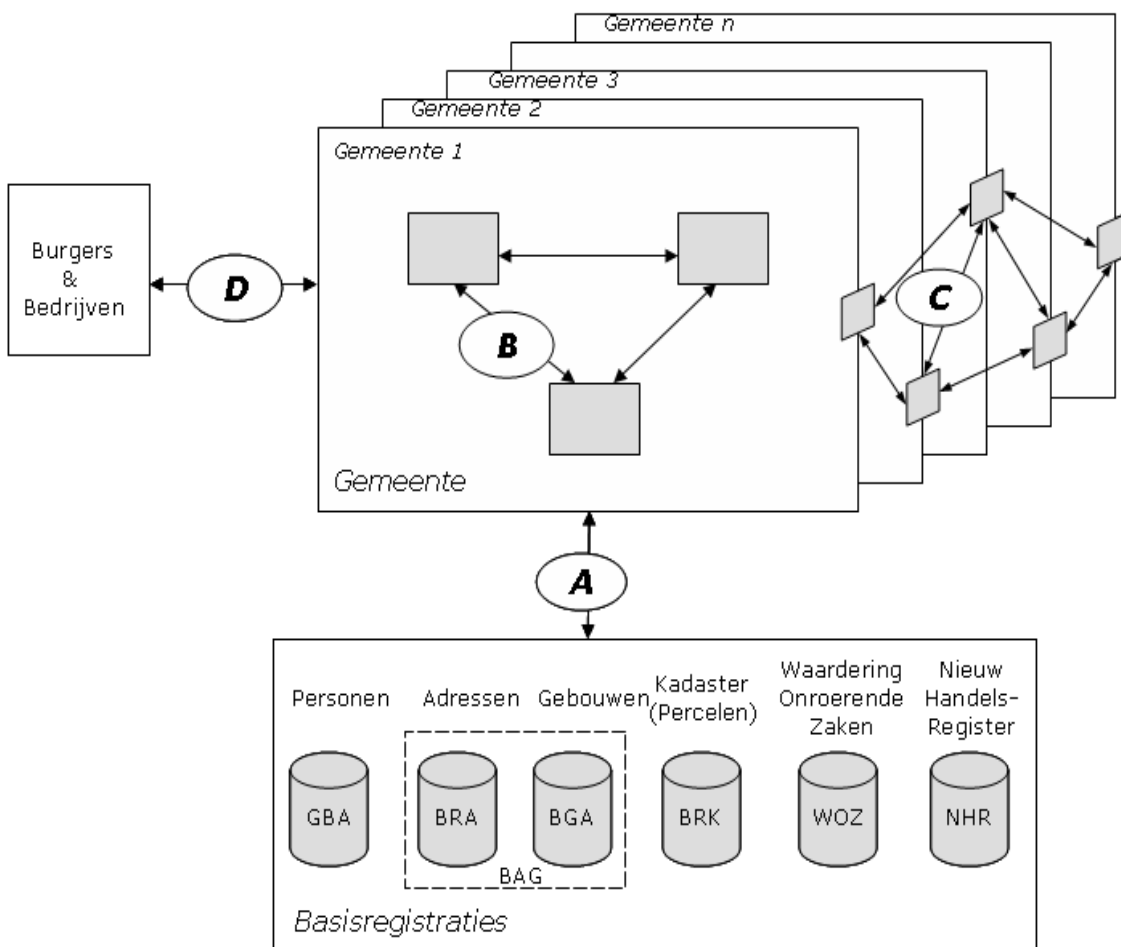 Gemeente n
Gemeente 3
Gemeente 2
Gemeente 1
Burgers
&
Bedrijven
D
B
C
Gemeente
A
Personen
Adressen
Gebouwen
Kadaster
(Percelen)
Waardering
Onroerende
Zaken
Nieuw
Handels-
Register
GBA
BRA
BGA
BRK
WOZ
NHR
BAG
Basisregistraties